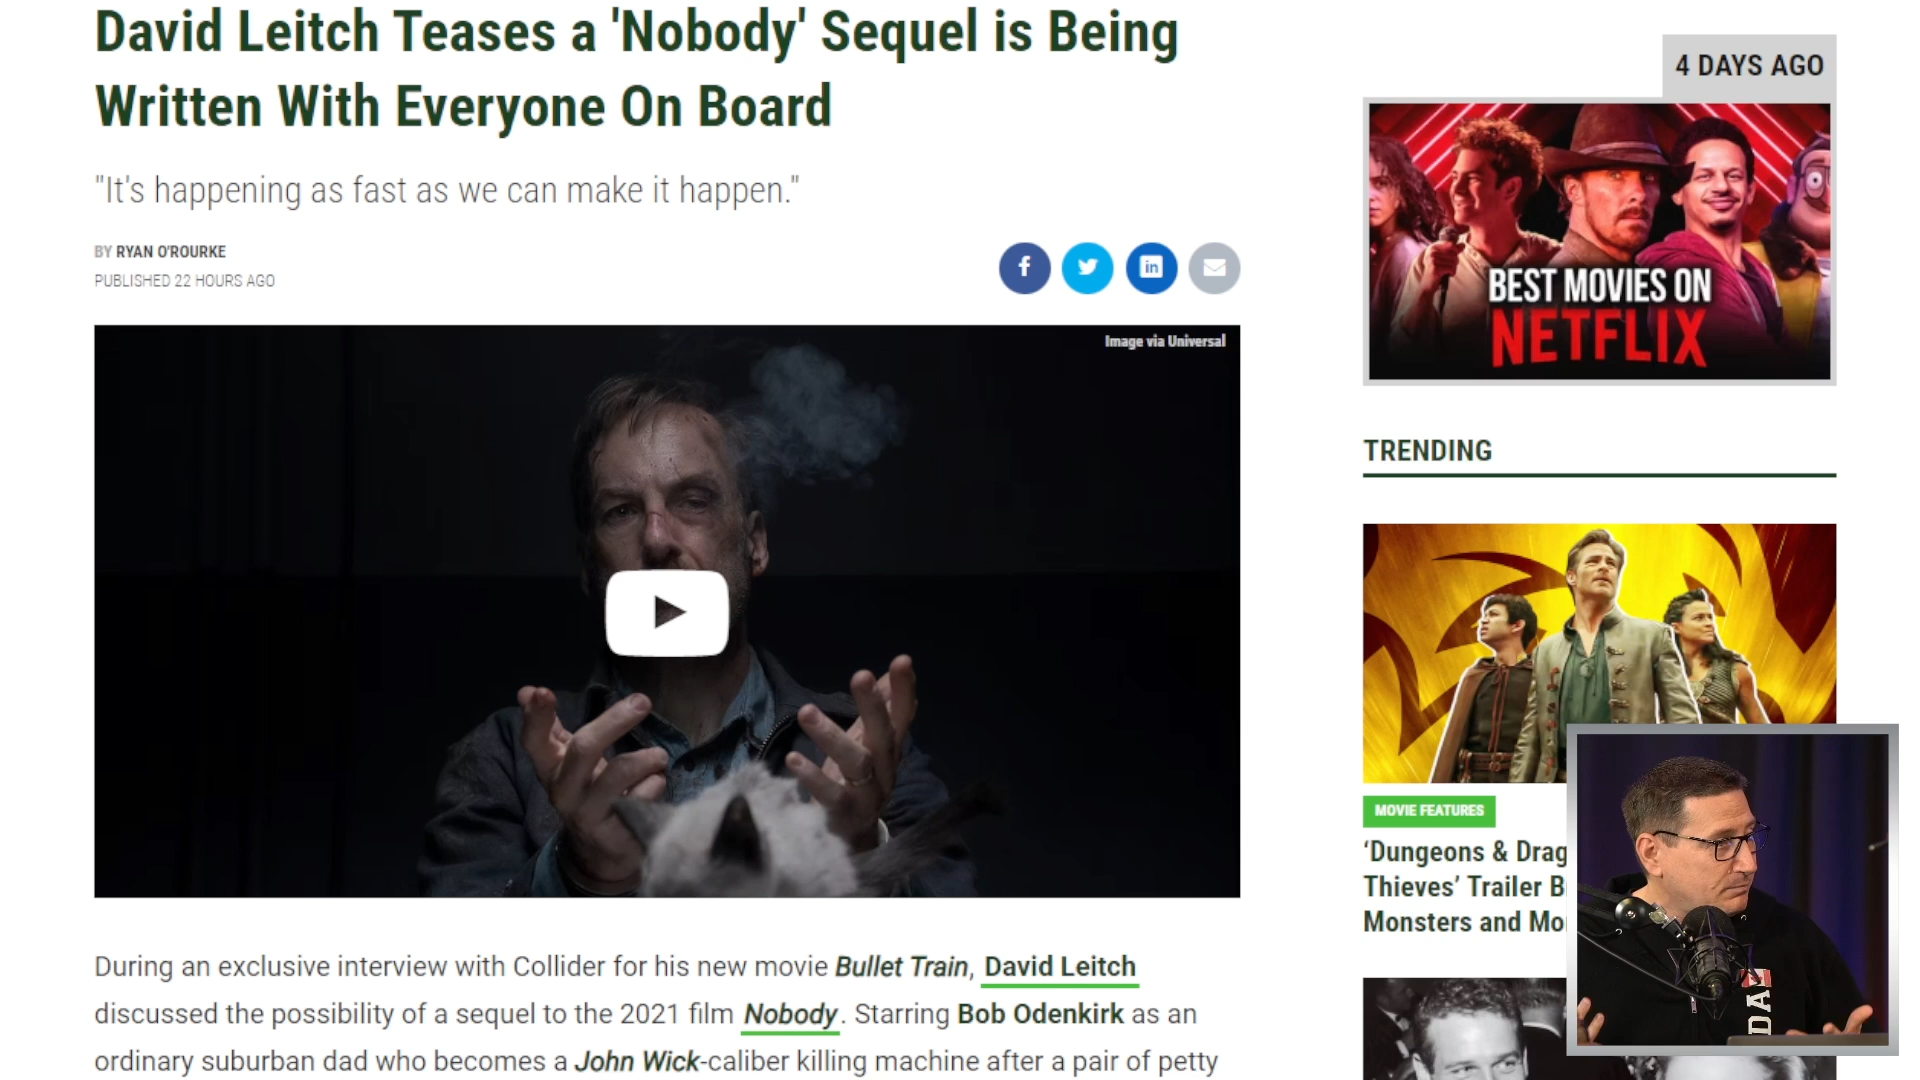 David Leitch Teases a 'Nobody' Sequel is Being
Written With Everyone On Board
"It's happening as fast as we can make it happen."
BY RYAN O'ROURKE
PUBLISHED 22 HOURS AGO
f
in
Image via Universal
During an exclusive interview with Collider for his new movie Bullet Train, David Leitch
discussed the possibility of a sequel to the 2021 film Nobody. Starring Bob Odenkirk as an
ordinary suburban dad who becomes a John Wick-caliber killing machine after a pair of petty
4 DAYS AGO
BEST MOVIES ON
NETFLIX
TRENDING
MOVIE FEATURES
‘Dungeons & Drag
Thieves’ Trailer B
Monsters and Mo